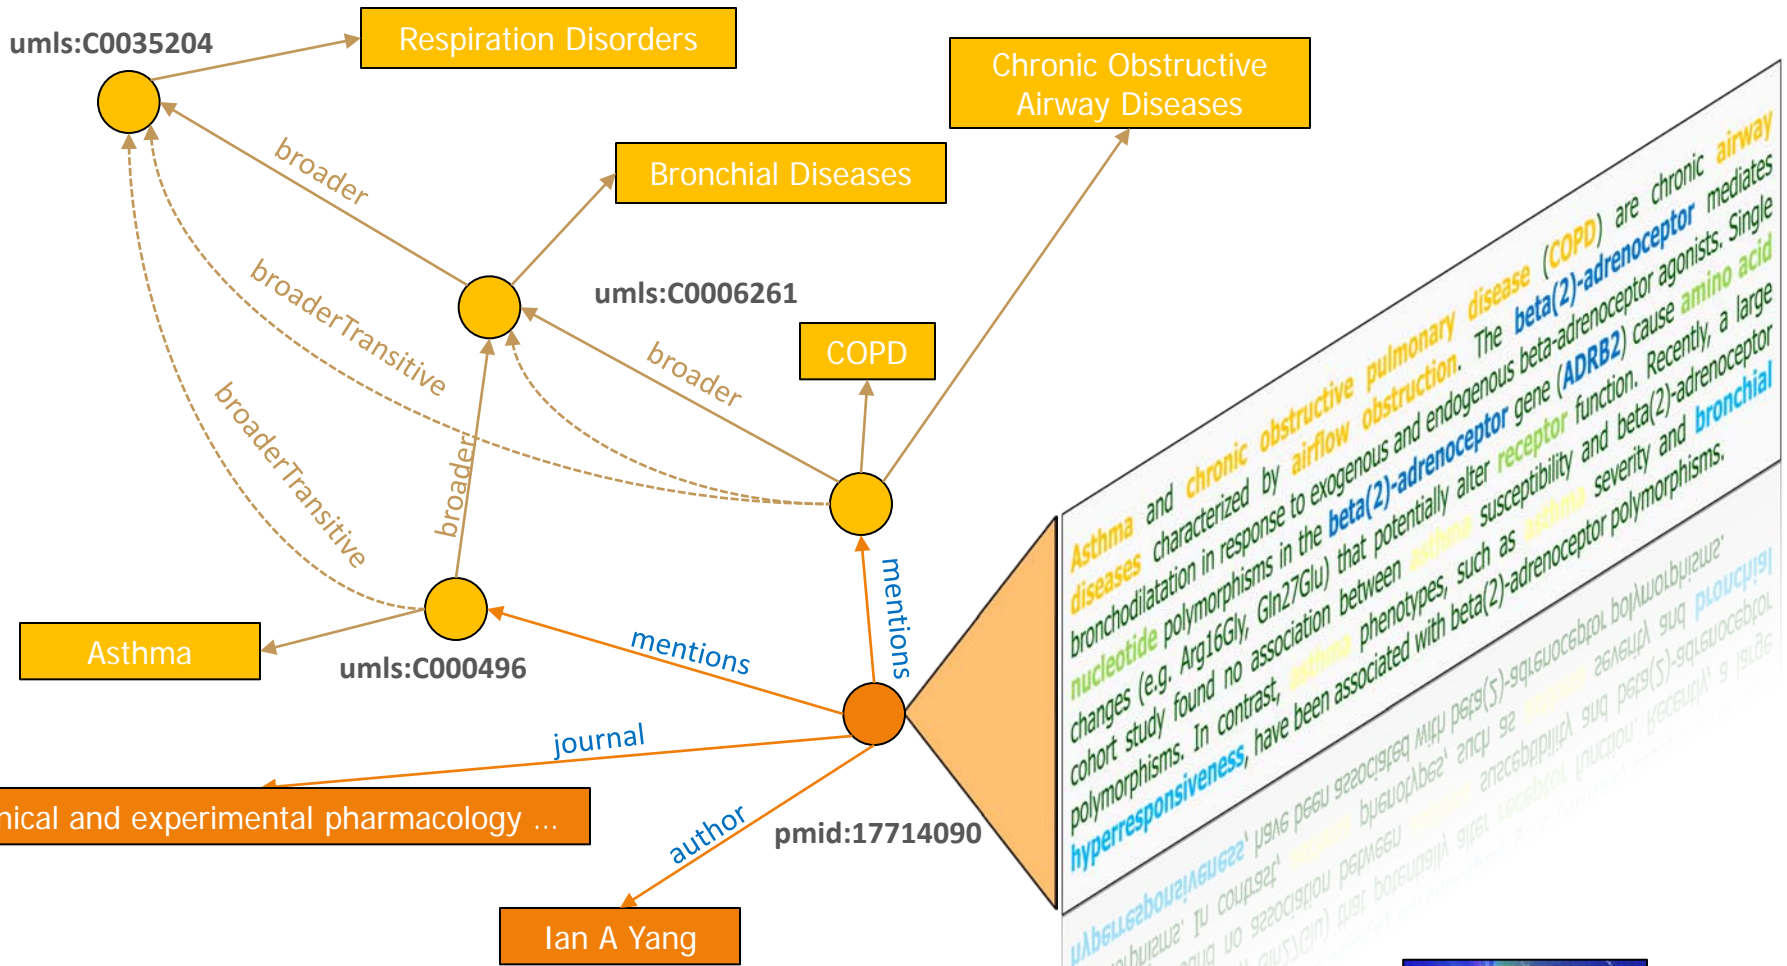 umls:C0035204
Respiration Disorders
Chronic Obstructive
Airway Diseases
broader
Bronchial Diseases
broaderTransitive
umls:C0006261
COPD
broader
broaderTransitive
broader
mentions
Asthma
umls:C000496
mentions
journal
nical and experimental pharmacology ...
author
pmid:17714090
Ian A Yang
Asthma and chronic obstructive pulmonary disease (COPD) are chronic airway
diseases characterized by airflow obstruction. The beta(2)-adrenoceptor mediates
bronchodilatation in response to exogenous and endogenous beta-adrenoceptor agonists. Single
nucleotide polymorphisms in the beta(2)-adrenoceptor gene (ADRB2) cause amino acid
changes (e.g. Arg16Gly, Gln27Glu) that potentially alter receptor function. Recently, a large
cohort study found no association between asthma susceptibility and beta(2)-adrenoceptor
polymorphisms. In contrast, asthma phenotypes, such as asthma severity and bronchial
hyperresponsiveness, have been associated with beta(2)-adrenoceptor polymorphisms.